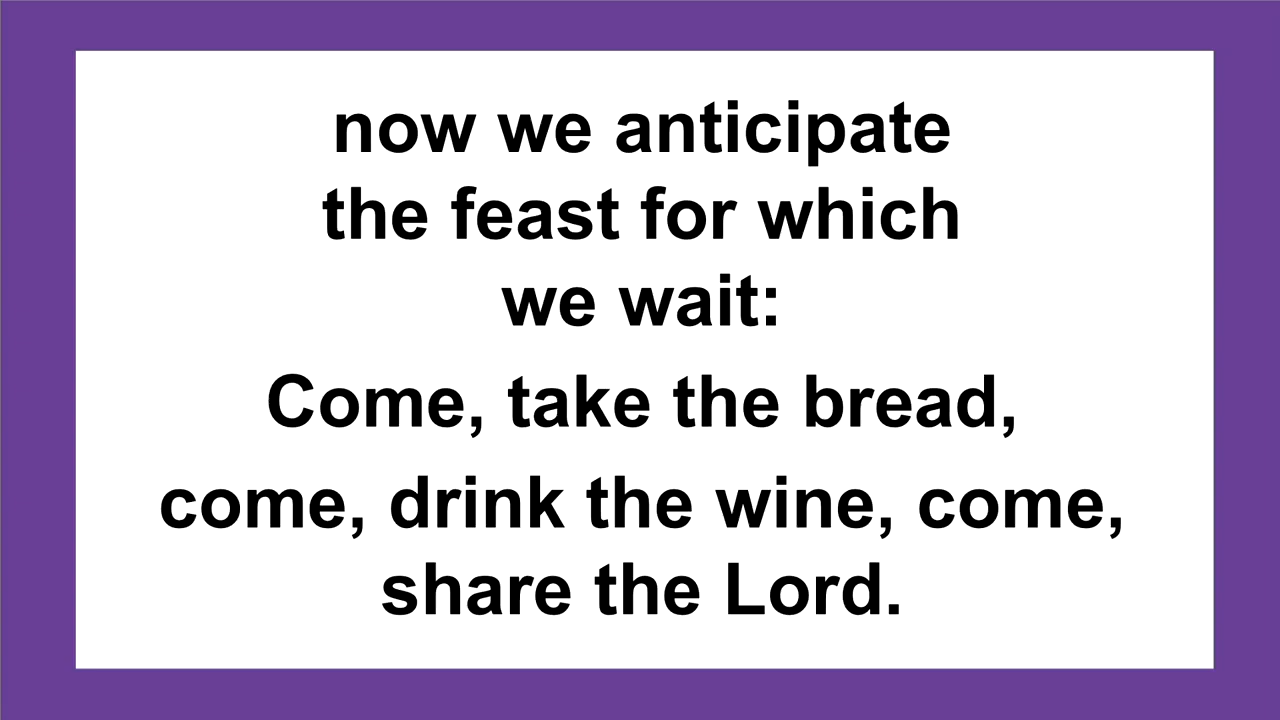 now we anticipate
the feast for which
we wait:
Come, take the bread,
come, drink the wine, come,
share the Lord.